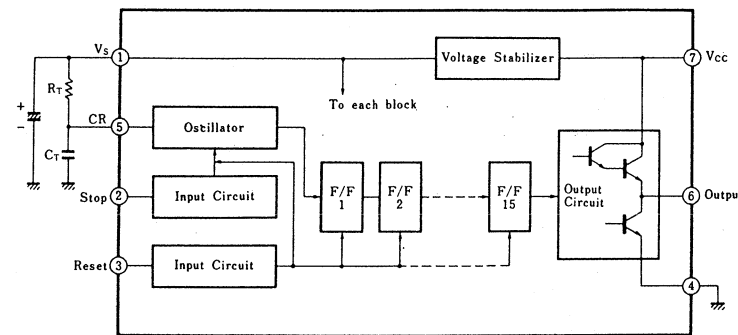 VS
1
Voltage Stabilizer
7
VCC
RT
+
−
To each block
CR
5
Oscillator
CT
Stop
2
Input Circuit
F/F
1
F/F
2
F/F
15
Output
Circuit
6
Outpu
Reset
3
Input Circuit
4